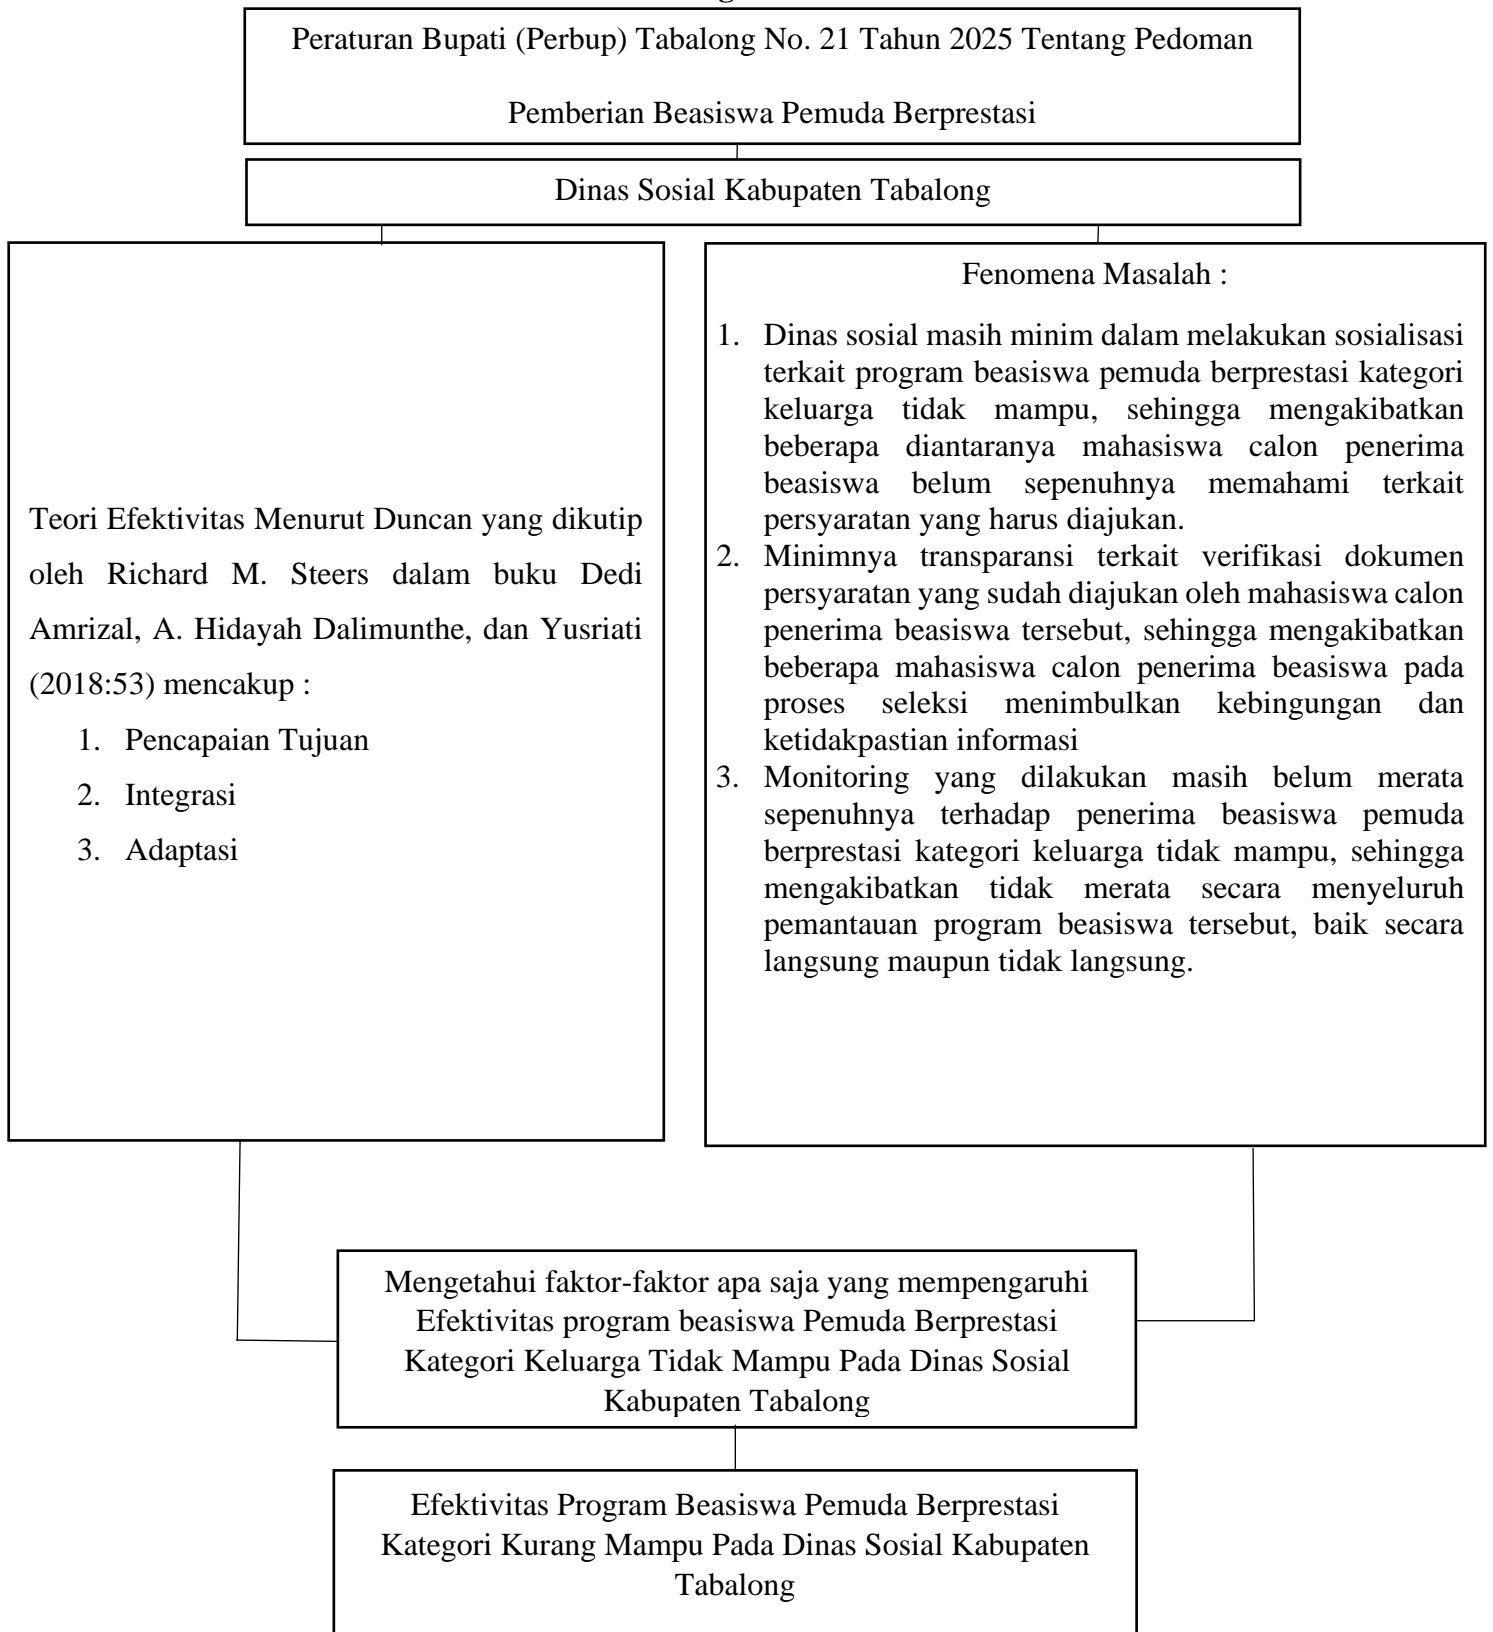 Peraturan Bupati (Perbup) Tabalong No. 21 Tahun 2025 Tentang Pedoman
Pemberian Beasiswa Pemuda Berprestasi
Dinas Sosial Kabupaten Tabalong
Teori Efektivitas Menurut Duncan yang dikutip
oleh Richard M. Steers dalam buku Dedi
Amrizal, A. Hidayah Dalimunthe, dan Yusriati
(2018:53) mencakup :
1. Pencapaian Tujuan
2. Integrasi
3. Adaptasi
Fenomena Masalah :
1. Dinas sosial masih minim dalam melakukan sosialisasi
terkait program beasiswa pemuda berprestasi kategori
keluarga tidak mampu, sehingga mengakibatkan
beberapa diantaranya mahasiswa calon penerima
beasiswa belum sepenuhnya memahami terkait
persyaratan yang harus diajukan.
2. Minimnya transparansi terkait verifikasi dokumen
persyaratan yang sudah diajukan oleh mahasiswa calon
penerima beasiswa tersebut, sehingga mengakibatkan
beberapa mahasiswa calon penerima beasiswa pada
proses seleksi menimbulkan kebingungan dan
ketidakpastian informasi
3. Monitoring yang dilakukan masih belum merata
sepenuhnya terhadap penerima beasiswa pemuda
berprestasi kategori keluarga tidak mampu, sehingga
mengakibatkan tidak merata secara menyeluruh
pemantauan program beasiswa tersebut, baik secara
langsung maupun tidak langsung.
Mengetahui faktor-faktor apa saja yang mempengaruhi
Efektivitas program beasiswa Pemuda Berprestasi
Kategori Keluarga Tidak Mampu Pada Dinas Sosial
Kabupaten Tabalong
Efektivitas Program Beasiswa Pemuda Berprestasi
Kategori Kurang Mampu Pada Dinas Sosial Kabupaten
Tabalong